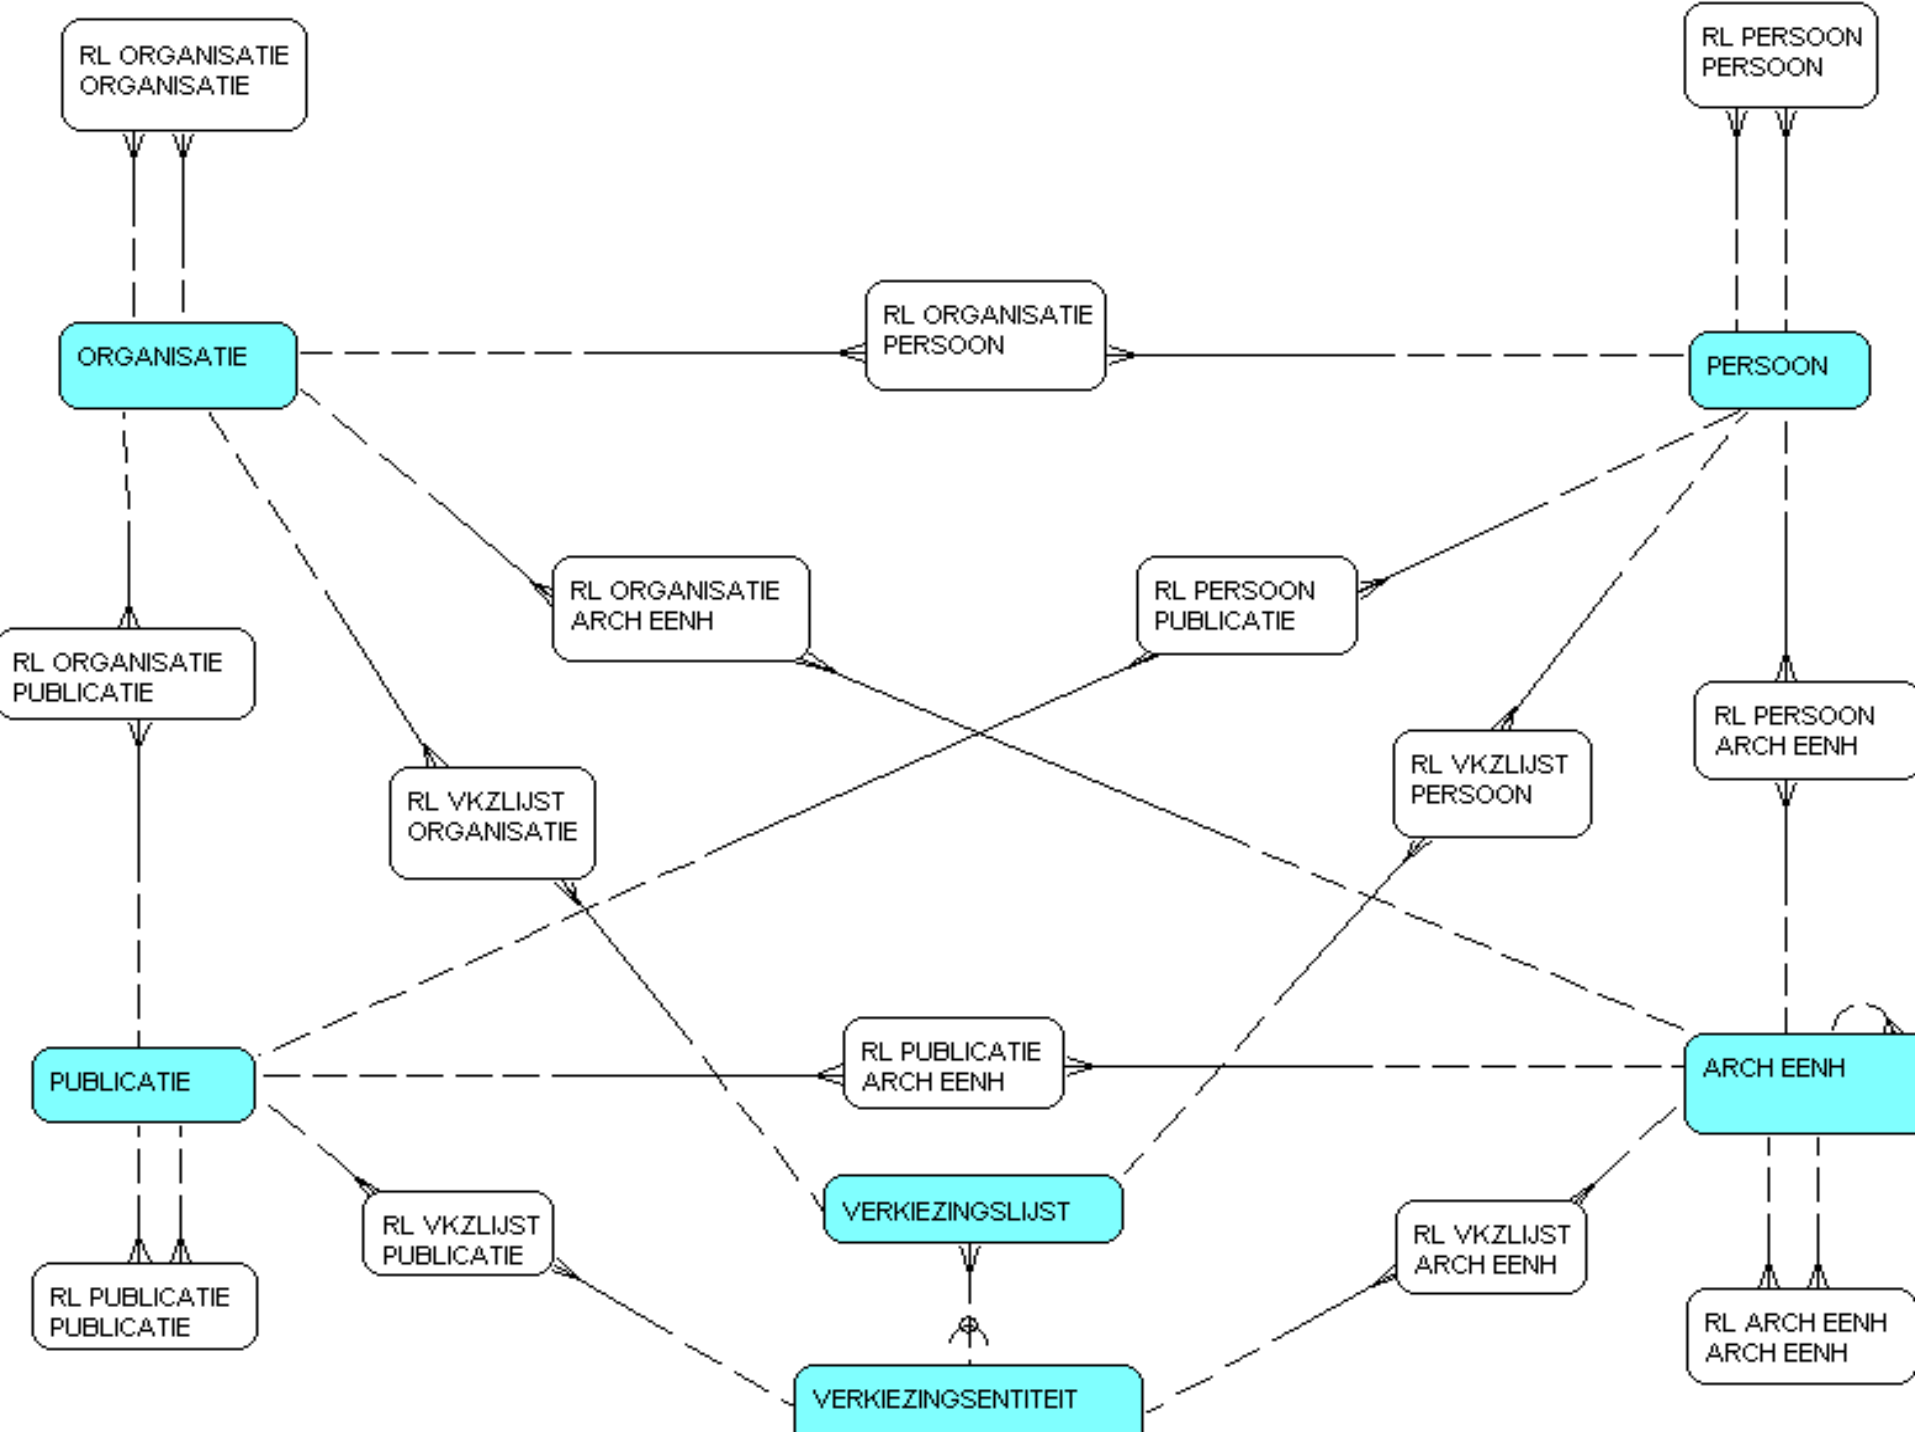 RL ORGANISATIE
ORGANISATIE
RL PERSOON
PERSOON
RL ORGANISATIE
PERSOON
ORGANISATIE
PERSOON
RL ORGANISATIE
ARCH EENH
RL PERSOON
PUBLICATIE
RL ORGANISATIE
PUBLICATIE
RL PERSOON
ARCH EENH
RL VKZLIJST
ORGANISATIE
RL VKZLIJST
PERSOON
RL PUBLICATIE
ARCH EENH
PUBLICATIE
ARCH EENH
VERKIEZINGSLIJST
RL VKZLIJST
PUBLICATIE
RL VKZLIJST
ARCH EENH
RL PUBLICATIE
PUBLICATIE
RL ARCH EENH
ARCH EENH
VERKIEZINGSENTITEIT